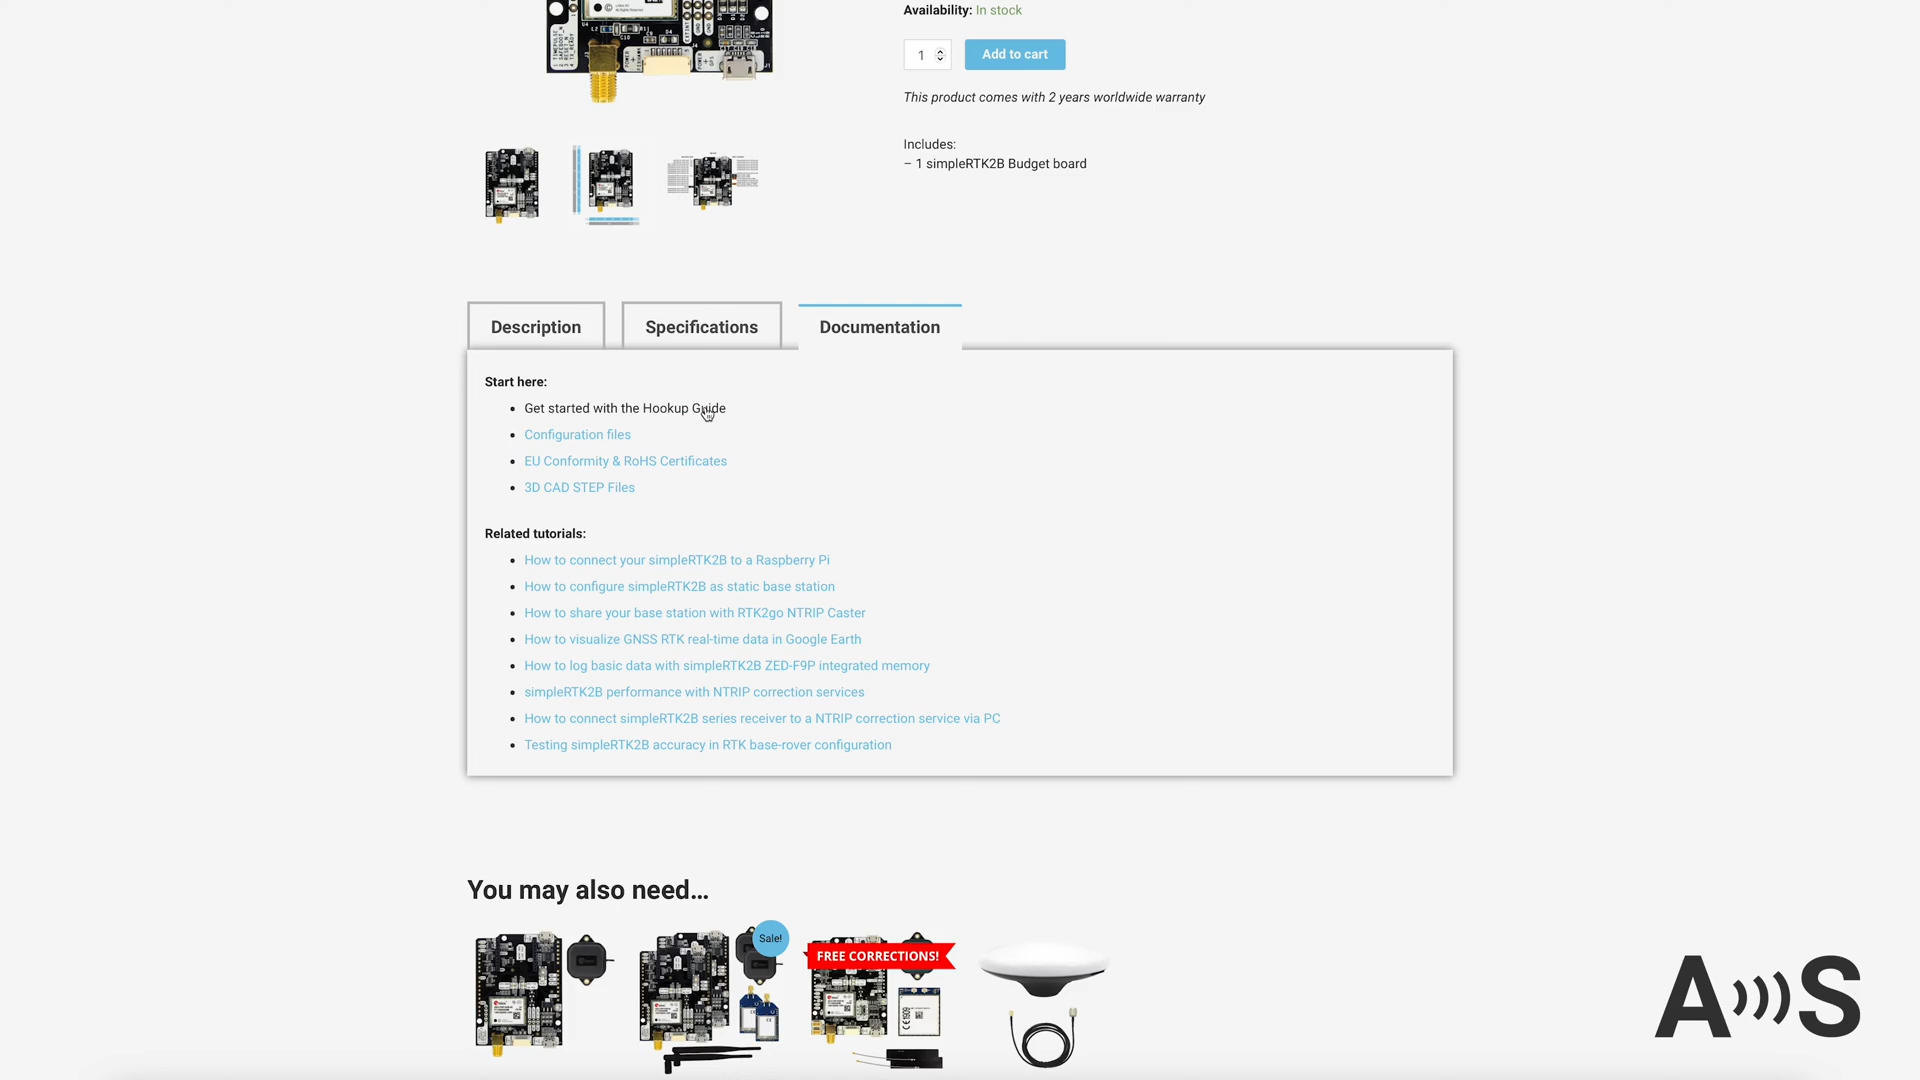 Availability: In stock
1
Add to cart
This product comes with 2 years worldwide warranty
Includes:
– 1 simpleRTK2B Budget board
Description
Specifications
Documentation
Start here:
• Get started with the Hookup Guide
• Configuration files
• EU Conformity & RoHS Certificates
• 3D CAD STEP Files
Related tutorials:
• How to connect your simpleRTK2B to a Raspberry Pi
• How to configure simpleRTK2B as static base station
• How to share your base station with RTK2go NTRIP Caster
• How to visualize GNSS RTK real-time data in Google Earth
• How to log basic data with simpleRTK2B ZED-F9P integrated memory
• simpleRTK2B performance with NTRIP correction services
• How to connect simpleRTK2B series receiver to a NTRIP correction service via PC
• Testing simpleRTK2B accuracy in RTK base-rover configuration
You may also need...
Sale!
FREE CORRECTIONS!
A S